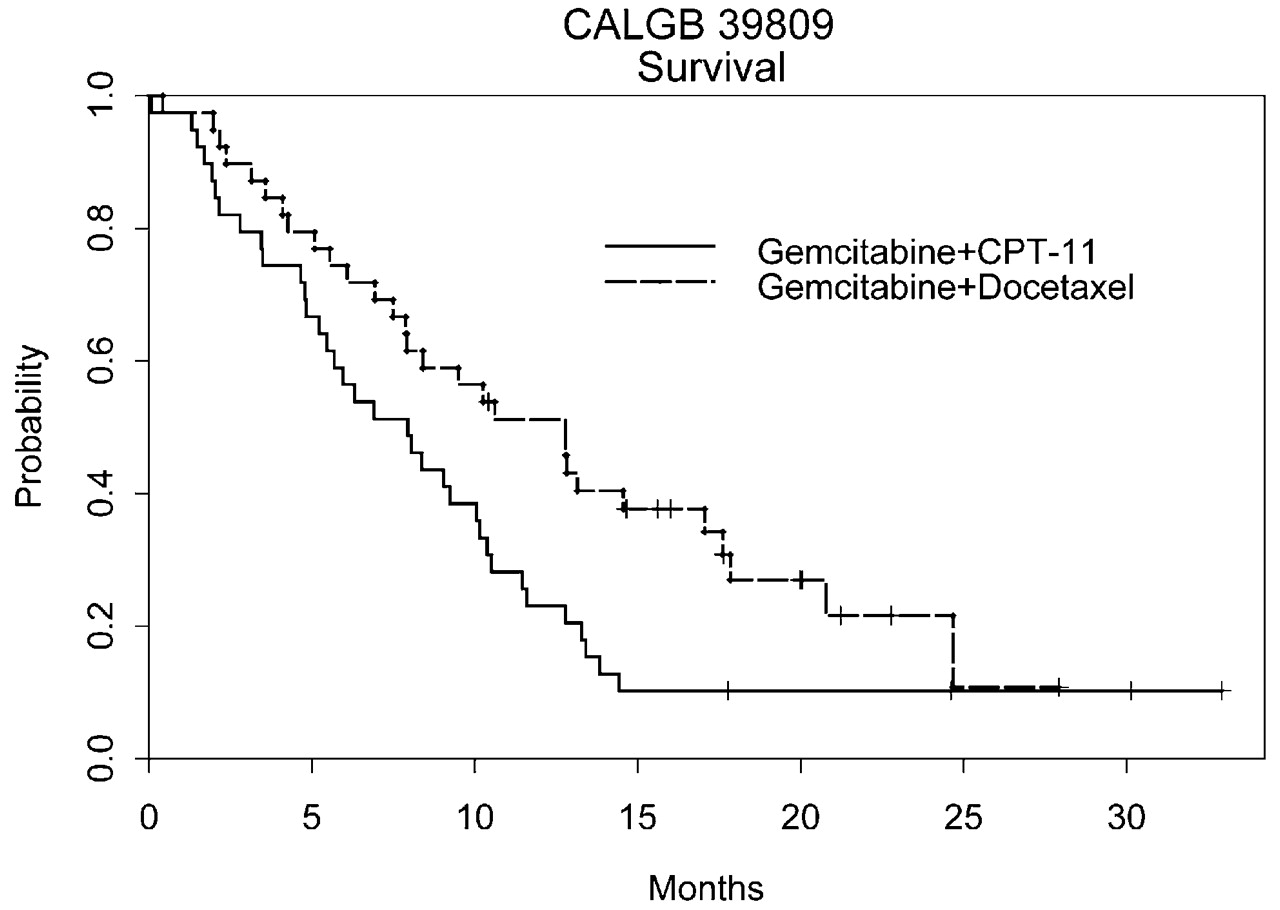 CALGB 39809
Survival
1.0
0.8
0.6
0.4
0.2
0.0
Probability
Gemcitabine+CPT-11
Gemcitabine+Docetaxel
0 5 10 15 20 25 30
Months